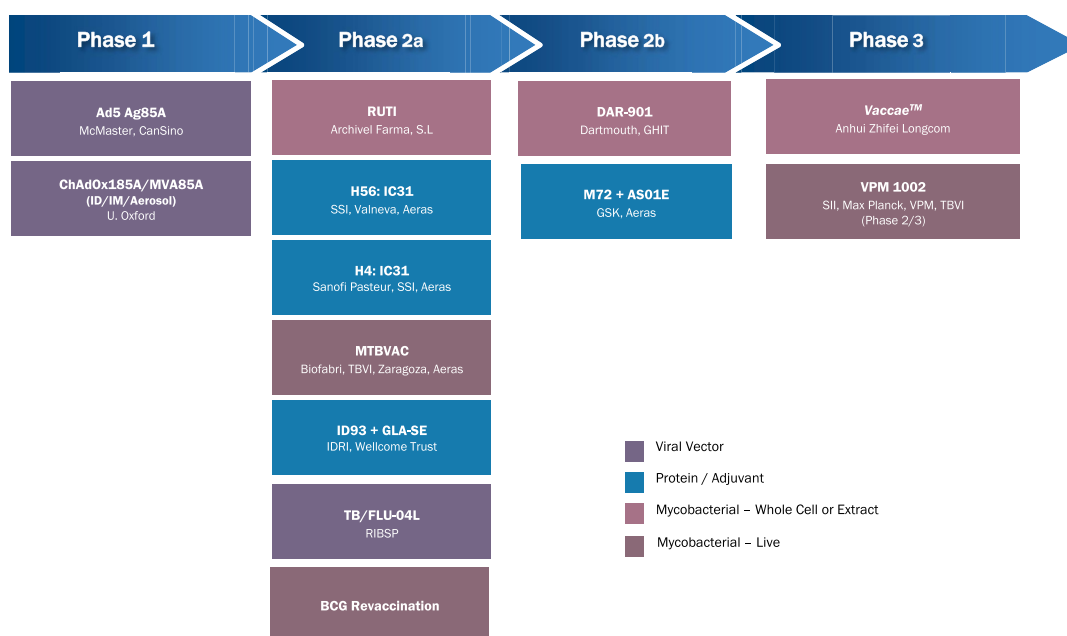 Phase 1
Phase 2a
Phase 2b
Phase 3
Ad5 Ag85A
McMaster, CanSino
ChAdOx185A/MVA85A
(ID/IM/Aerosol)
U. Oxford
RUTI
Archivel Farma, S.L
H56: IC31
SSI, Valneva, Aeras
H4: IC31
Sanofi Pasteur, SSI, Aeras
MTBVAC
Biofabri, TBVI, Zaragoza, Aeras
ID93 + GLA-SE
IDRI, Wellcome Trust
TB/FLU-04L
RIBSP
BCG Revaccination
DAR-901
Dartmouth, GHIT
M72 + AS01E
GSK, Aeras
Vaccae™
Anhui Zhifei Longcom
VPM 1002
SII, Max Planck, VPM, TBVI
(Phase 2/3)
Viral Vector
Protein / Adjuvant
Mycobacterial – Whole Cell or Extract
Mycobacterial – Live